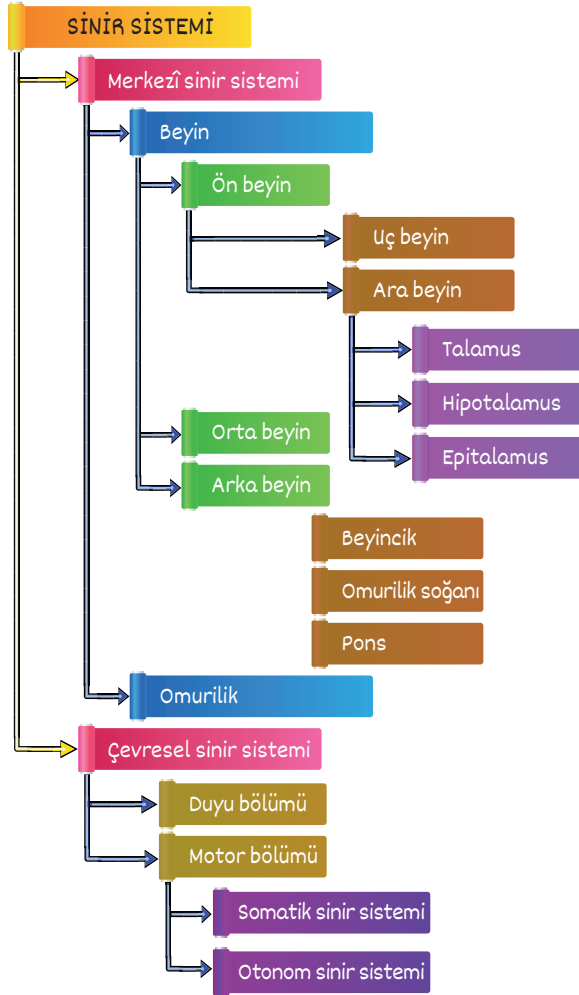 SİNİR SİSTEMİ
Merkezî sinir sistemi
Beyin
Ön beyin
Uç beyin
Ara beyin
Talamus
Hipotalamus
Epitalamus
Orta beyin
Arka beyin
Beyincik
Omurilik soğanı
Pons
Omurilik
Çevresel sinir sistemi
Duyu bölümü
Motor bölümü
Somatik sinir sistemi
Otonom sinir sistemi